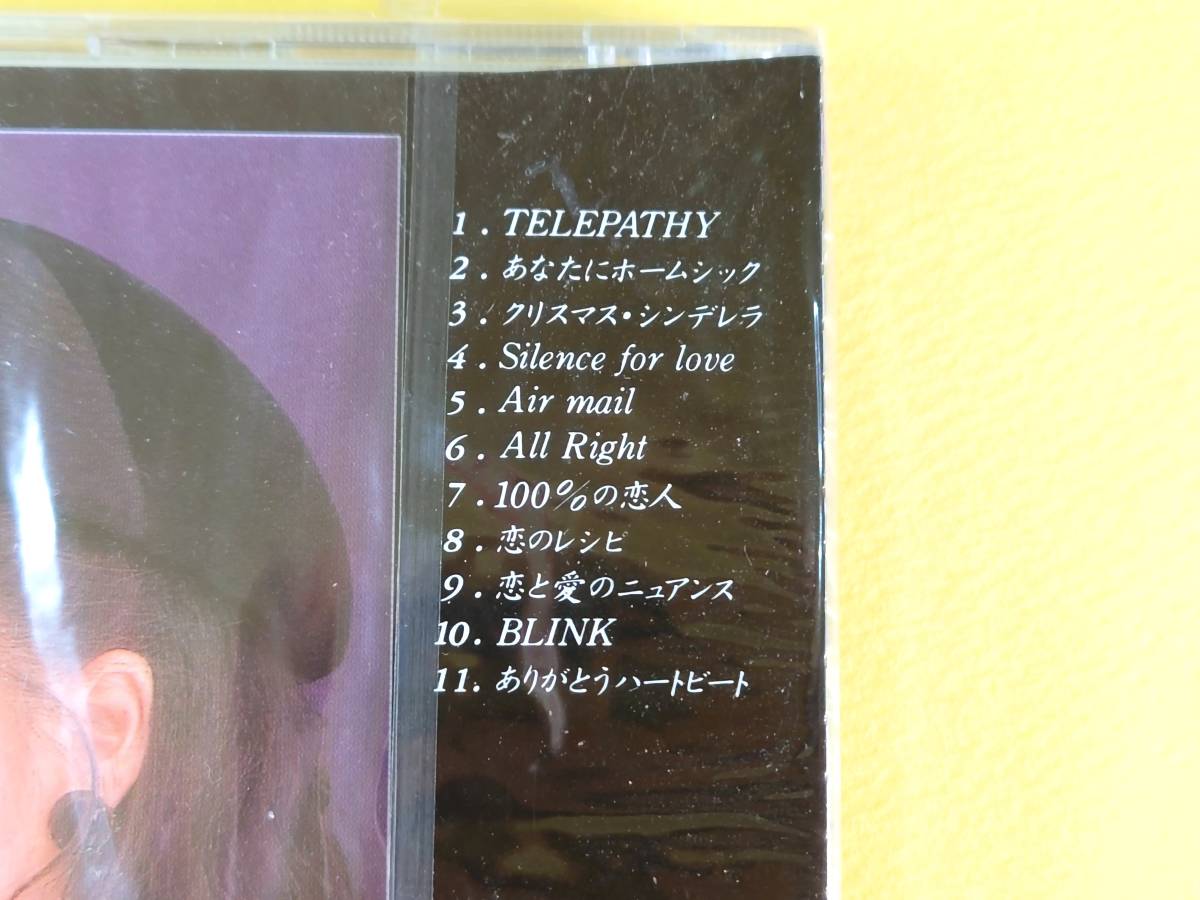 1. TELEPATHY
2. あなたにホームシック
3. クリスマス・シンデレラ
4. Silence for love
5. Air mail
6. All Right
7. 100%の恋人
8. 恋のレシピ
9. 恋と愛のニュアンス
10. BLINK
11. ありがとうハートビート